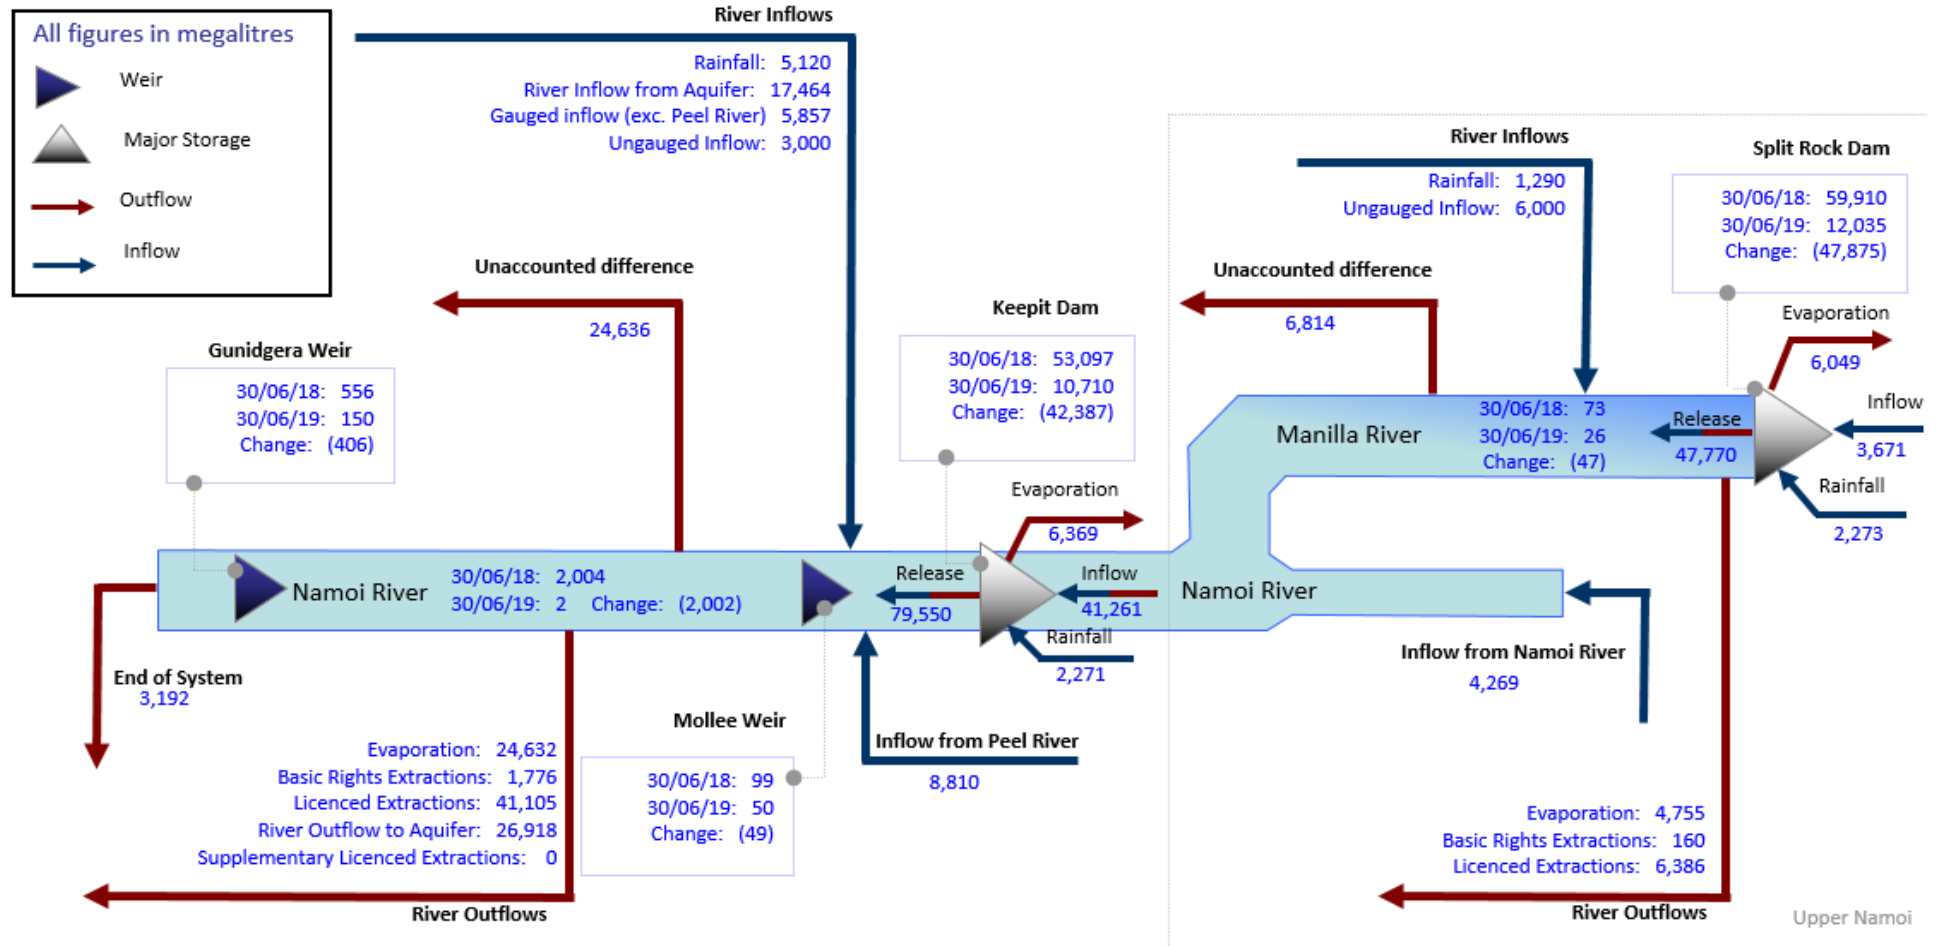 All figures in megalitres
Weir
Major Storage
Outflow
Inflow
River Inflows
Rainfall: 5,120
River Inflow from Aquifer: 17,464
Gauged inflow (exc. Peel River) 5,857
Ungauged Inflow: 3,000
River Inflows
Rainfall: 1,290
Ungauged Inflow: 6,000
Split Rock Dam
30/06/18: 59,910
30/06/19: 12,035
Change: (47,875)
Unaccounted difference
24,636
Unaccounted difference
6,814
Keepit Dam
30/06/18: 53,097
30/06/19: 10,710
Change: (42,387)
Evaporation
6,049
Gunidgera Weir
30/06/18: 556
30/06/19: 150
Change: (406)
Inflow
3,671
Manilla River
30/06/18: 73
30/06/19: 26
Change: (47)
Release
47,770
Rainfall
2,273
Evaporation
6,369
Namoi River
30/06/18: 2,004
30/06/19: 2 Change: (2,002)
Release
79,550
Inflow
41,261
Namoi River
Rainfall
2,271
Inflow from Namoi River
4,269
End of System
3,192
Mollee Weir
30/06/18: 99
30/06/19: 50
Change: (49)
Inflow from Peel River
8,810
Evaporation: 24,632
Basic Rights Extractions: 1,776
Licenced Extractions: 41,105
River Outflow to Aquifer: 26,918
Supplementary Licenced Extractions: 0
River Outflows
Evaporation: 4,755
Basic Rights Extractions: 160
Licenced Extractions: 6,386
River Outflows
Upper Namoi